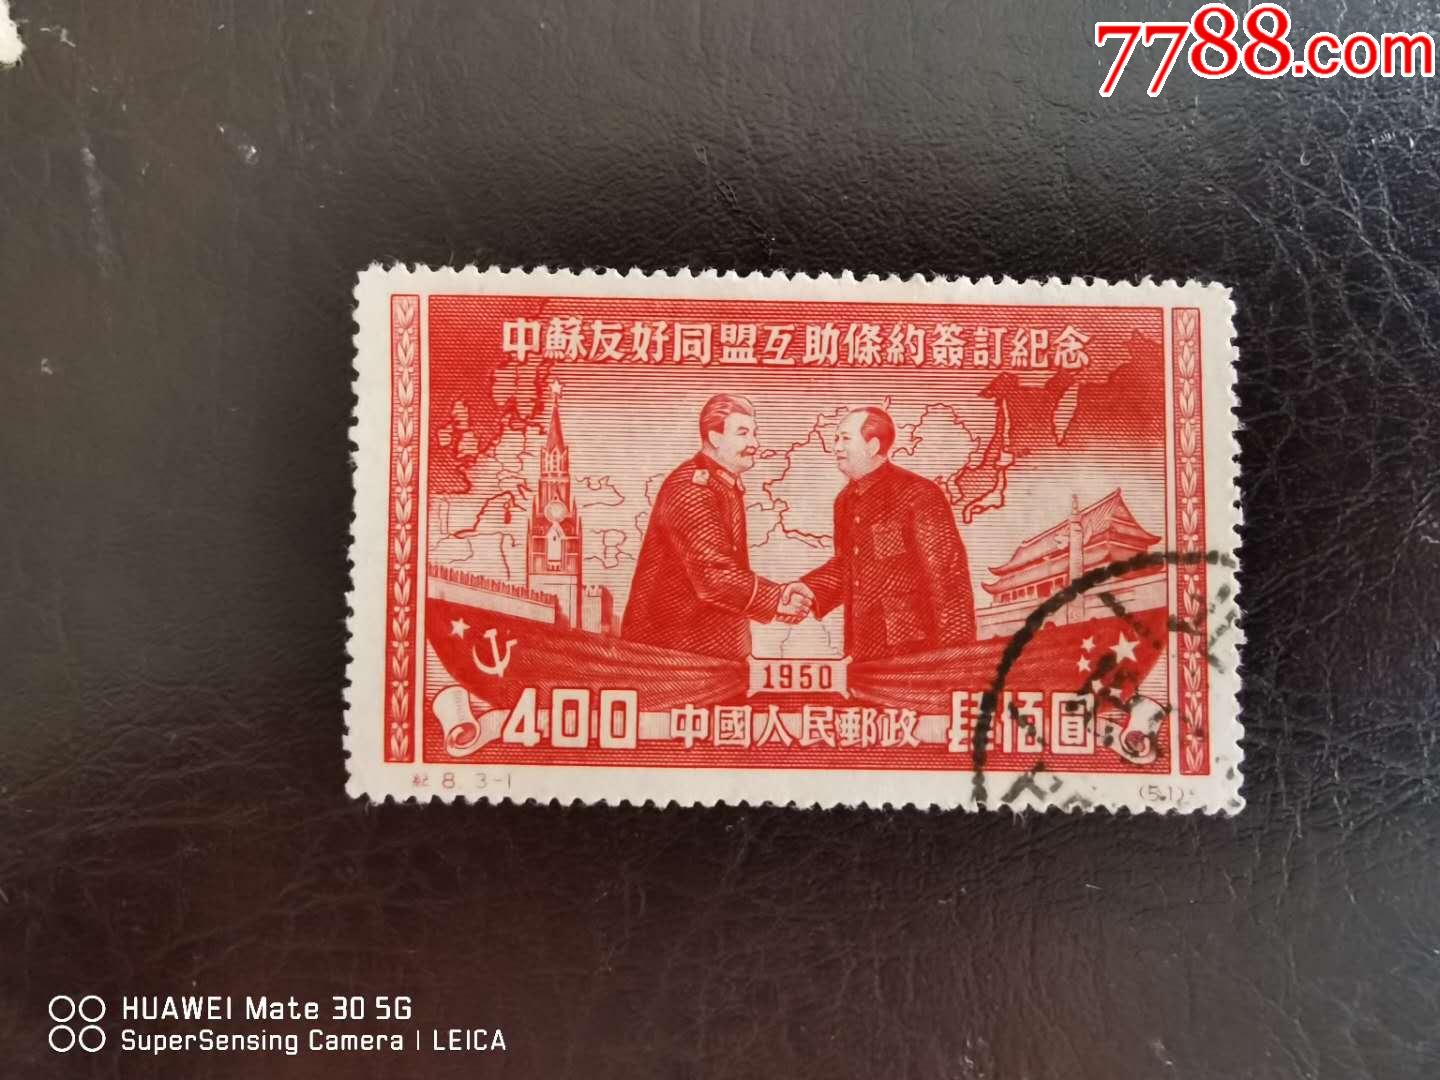 7788.com
中蘇友好同盟互助條約簽訂紀念
1950
400 中國人民郵政 肆佰圓
紀 8. 3-1 (51)
HUAWEI Mate 30 5G
SuperSensing Camera | LEICA